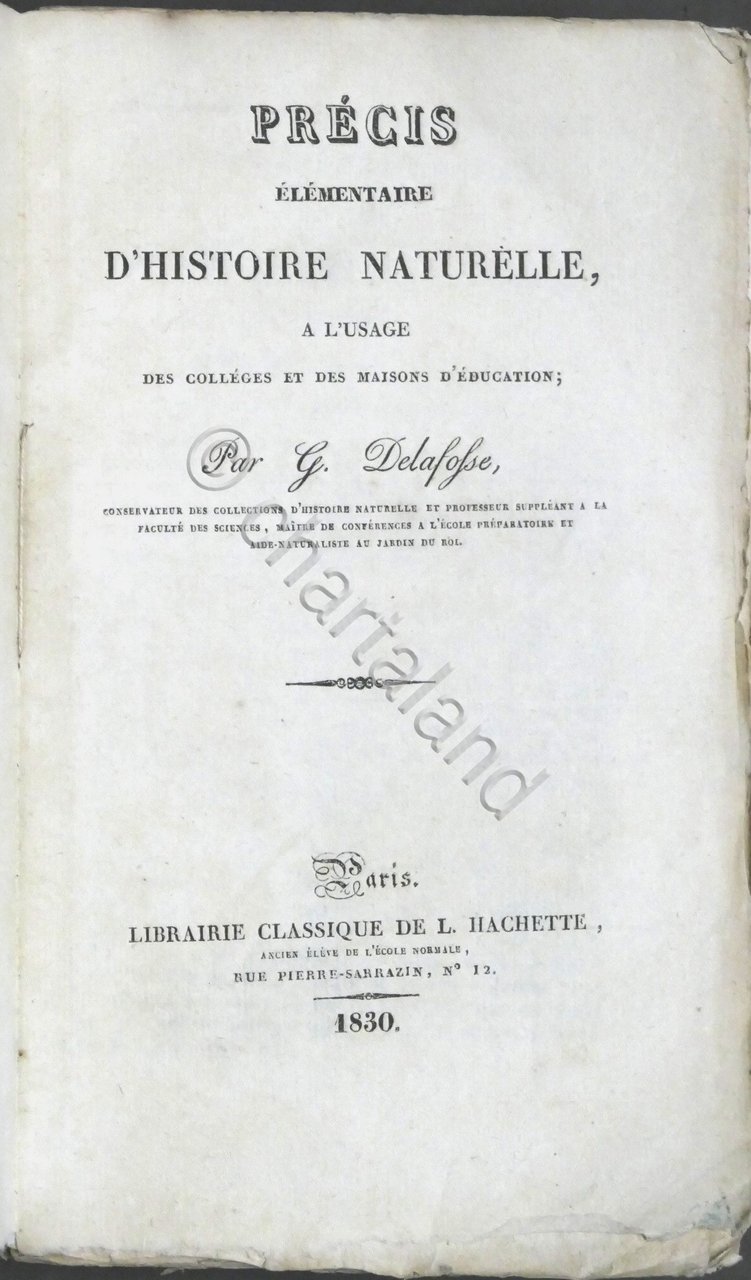 PRÉCIS
ÉLÉMENTAIRE
D'HISTOIRE NATURELLE,
A L'USAGE
DES COLLÉGES ET DES MAISONS D'ÉDUCATION;
Par G. Delafosse,
CONSERVATEUR DES COLLECTIONS D'HISTOIRE NATURELLE ET PROFESSEUR SUPPLÉANT A LA
FACULTÉ DES SCIENCES, MAÎTRE DE CONFÉRENCES A L'ÉCOLE PRÉPARATOIRE ET
AIDE-NATURALISTE AU JARDIN DU ROI.
© chartaland
Paris.
LIBRAIRIE CLASSIQUE DE L. HACHETTE,
ANCIEN ÉLÈVE DE L'ÉCOLE NORMALE,
RUE PIERRE-SARRAZIN, N° 12.
1830.